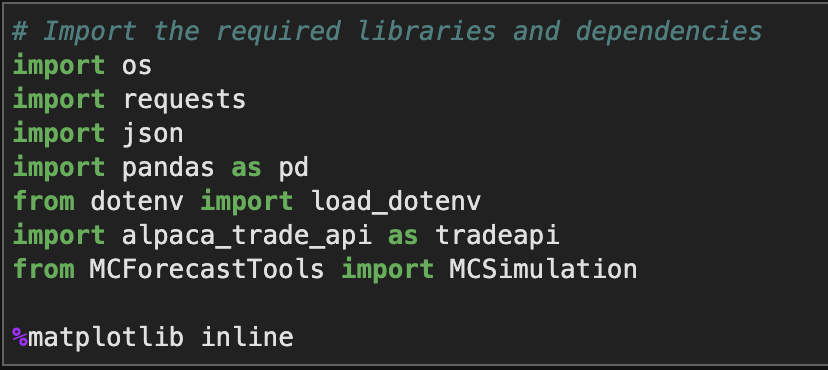 # Import the required libraries and dependencies
import os
import requests
import json
import pandas as pd
from dotenv import load_dotenv
import alpaca_trade_api as tradeapi
from MCForecastTools import MCSimulation
%matplotlib inline